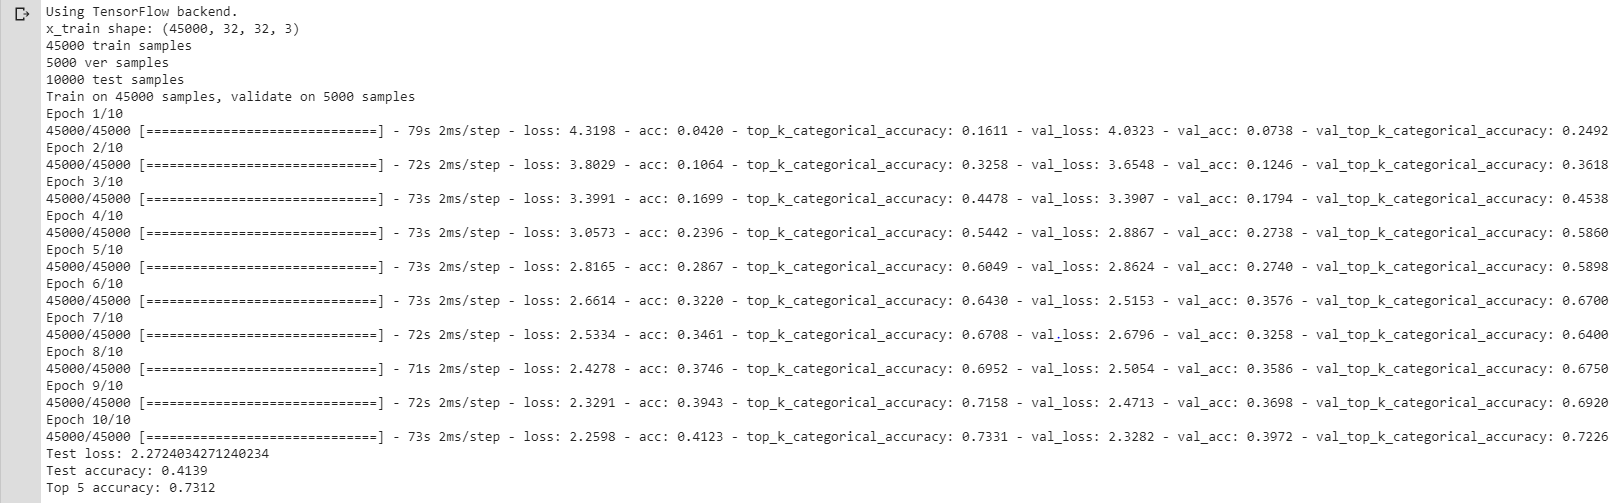 Using TensorFlow backend.
x_train shape: (45000, 32, 32, 3)
45000 train samples
5000 ver samples
10000 test samples
Train on 45000 samples, validate on 5000 samples
Epoch 1/10
45000/45000 [==============================] - 79s 2ms/step - loss: 4.3198 - acc: 0.0420 - top_k_categorical_accuracy: 0.1611 - val_loss: 4.0323 - val_acc: 0.0738 - val_top_k_categorical_accuracy: 0.2492
Epoch 2/10
45000/45000 [==============================] - 72s 2ms/step - loss: 3.8029 - acc: 0.1064 - top_k_categorical_accuracy: 0.3258 - val_loss: 3.6548 - val_acc: 0.1246 - val_top_k_categorical_accuracy: 0.3618
Epoch 3/10
45000/45000 [==============================] - 73s 2ms/step - loss: 3.3991 - acc: 0.1699 - top_k_categorical_accuracy: 0.4478 - val_loss: 3.3907 - val_acc: 0.1794 - val_top_k_categorical_accuracy: 0.4538
Epoch 4/10
45000/45000 [==============================] - 73s 2ms/step - loss: 3.0573 - acc: 0.2396 - top_k_categorical_accuracy: 0.5442 - val_loss: 2.8867 - val_acc: 0.2738 - val_top_k_categorical_accuracy: 0.5860
Epoch 5/10
45000/45000 [==============================] - 73s 2ms/step - loss: 2.8165 - acc: 0.2867 - top_k_categorical_accuracy: 0.6049 - val_loss: 2.8624 - val_acc: 0.2740 - val_top_k_categorical_accuracy: 0.5898
Epoch 6/10
45000/45000 [==============================] - 73s 2ms/step - loss: 2.6614 - acc: 0.3220 - top_k_categorical_accuracy: 0.6430 - val_loss: 2.5153 - val_acc: 0.3576 - val_top_k_categorical_accuracy: 0.6700
Epoch 7/10
45000/45000 [==============================] - 72s 2ms/step - loss: 2.5334 - acc: 0.3461 - top_k_categorical_accuracy: 0.6708 - val_loss: 2.6796 - val_acc: 0.3258 - val_top_k_categorical_accuracy: 0.6400
Epoch 8/10
45000/45000 [==============================] - 71s 2ms/step - loss: 2.4278 - acc: 0.3746 - top_k_categorical_accuracy: 0.6952 - val_loss: 2.5054 - val_acc: 0.3586 - val_top_k_categorical_accuracy: 0.6750
Epoch 9/10
45000/45000 [==============================] - 72s 2ms/step - loss: 2.3291 - acc: 0.3943 - top_k_categorical_accuracy: 0.7158 - val_loss: 2.4713 - val_acc: 0.3698 - val_top_k_categorical_accuracy: 0.6920
Epoch 10/10
45000/45000 [==============================] - 73s 2ms/step - loss: 2.2598 - acc: 0.4123 - top_k_categorical_accuracy: 0.7331 - val_loss: 2.3282 - val_acc: 0.3972 - val_top_k_categorical_accuracy: 0.7226
Test loss: 2.2724034271240234
Test accuracy: 0.4139
Top 5 accuracy: 0.7312